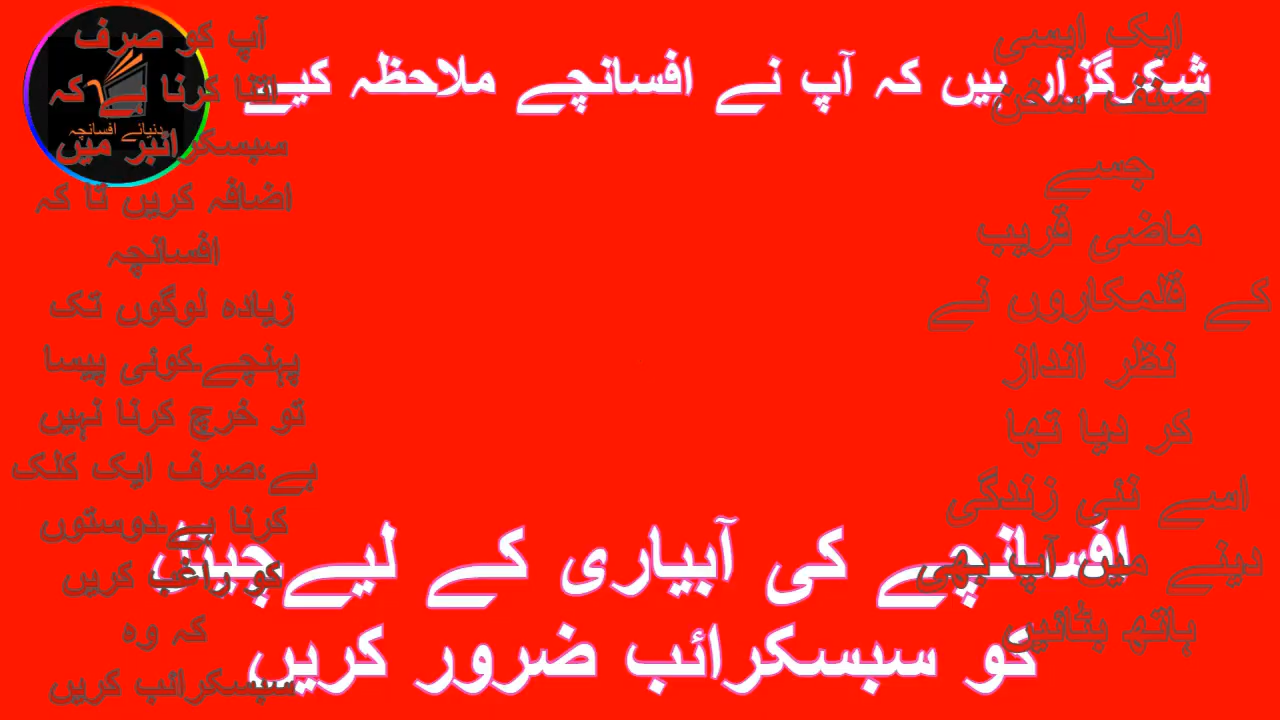 شکرگزار ہیں کہ آپ نے افسانچے ملاحظہ کیے
ایک ایسی
صنف سخن
جسے
ماضی قریب
کے قلمکاروں نے
نظر انداز
کر دیا تھا
اسے نئی زندگی
دینے میں آپ بھی
ہاتھ بٹائیں
آپ کو صرف
اتنا کرنا ہے کہ
سبسکرائبر میں
اضافہ کریں تا کہ
افسانچہ
زیادہ لوگوں تک
پہنچے۔کوئی پیسا
تو خرچ کرنا نہیں
ہے،صرف ایک کلک
کرنا ہے۔دوستوں
کو راغب کریں
کہ وہ
سبسکرائب کریں
دنیائے افسانچہ
افسانچے کی آبیاری کے لیےچینل
کو سبسکرائب ضرور کریں